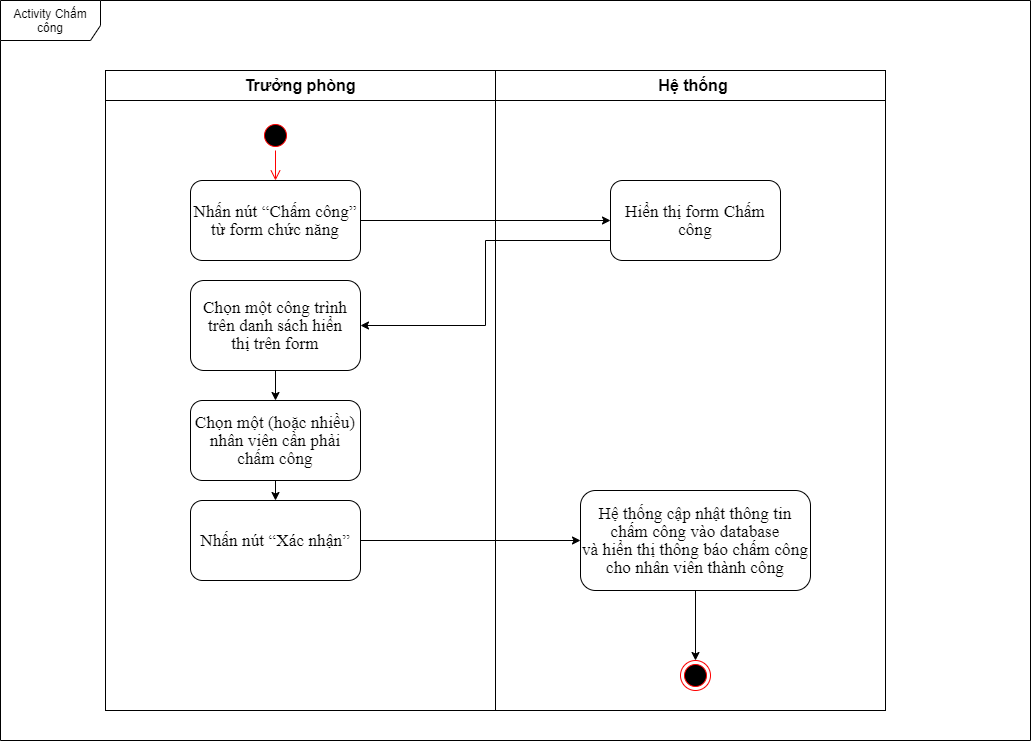 Activity Chấm
công
Trưởng phòng
Hệ thống
Nhấn nút “Chấm công”
từ form chức năng
Hiển thị form Chấm
công
Chọn một công trình
trên danh sách hiển
thị trên form
Chọn một (hoặc nhiều)
nhân viên cần phải
chấm công
Nhấn nút “Xác nhận”
Hệ thống cập nhật thông tin
chấm công vào database
và hiển thị thông báo chấm công
cho nhân viên thành công